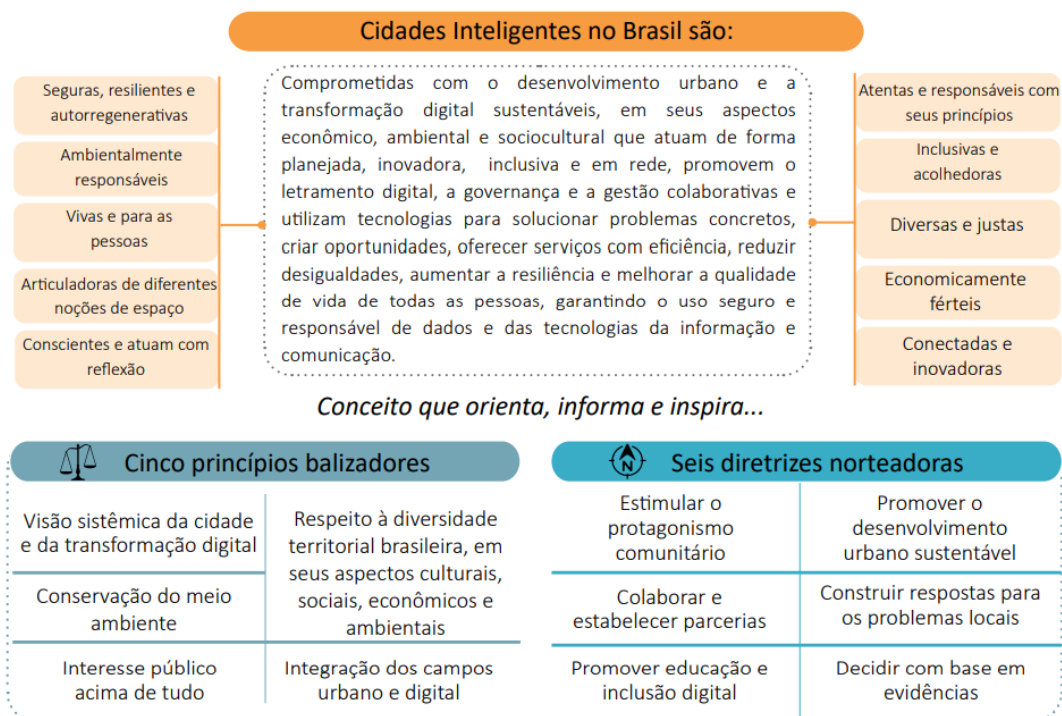 Cidades Inteligentes no Brasil são:
Seguras, resilientes e
autorregenerativas
Ambientalmente
responsáveis
Vivas e para as
pessoas
Articuladoras de diferentes
noções de espaço
Conscientes e atuam com
reflexão
Comprometidas com o desenvolvimento urbano e a
transformação digital sustentáveis, em seus aspectos
econômico, ambiental e sociocultural que atuam de forma
planejada, inovadora, inclusiva e em rede, promovem o
letramento digital, a governança e a gestão colaborativas e
utilizam tecnologias para solucionar problemas concretos,
criar oportunidades, oferecer serviços com eficiência, reduzir
desigualdades, aumentar a resiliência e melhorar a qualidade
de vida de todas as pessoas, garantindo o uso seguro e
responsável de dados e das tecnologias da informação e
comunicação.
Atentas e responsáveis com
seus princípios
Inclusivas e
acolhedoras
Diversas e justas
Economicamente
férteis
Conectadas e
inovadoras
Conceito que orienta, informa e inspira...
Cinco princípios balizadores
Visão sistêmica da cidade
e da transformação digital
Conservação do meio
ambiente
Interesse público
acima de tudo
Respeito à diversidade
territorial brasileira, em
seus aspectos culturais,
sociais, econômicos e
ambientais
Integração dos campos
urbano e digital
N
Seis diretrizes norteadoras
Estimular o
protagonismo
comunitário
Promover o
desenvolvimento
urbano sustentável
Colaborar e
estabelecer parcerias
Construir respostas para
os problemas locais
Promover educação e
inclusão digital
Decidir com base em
evidências